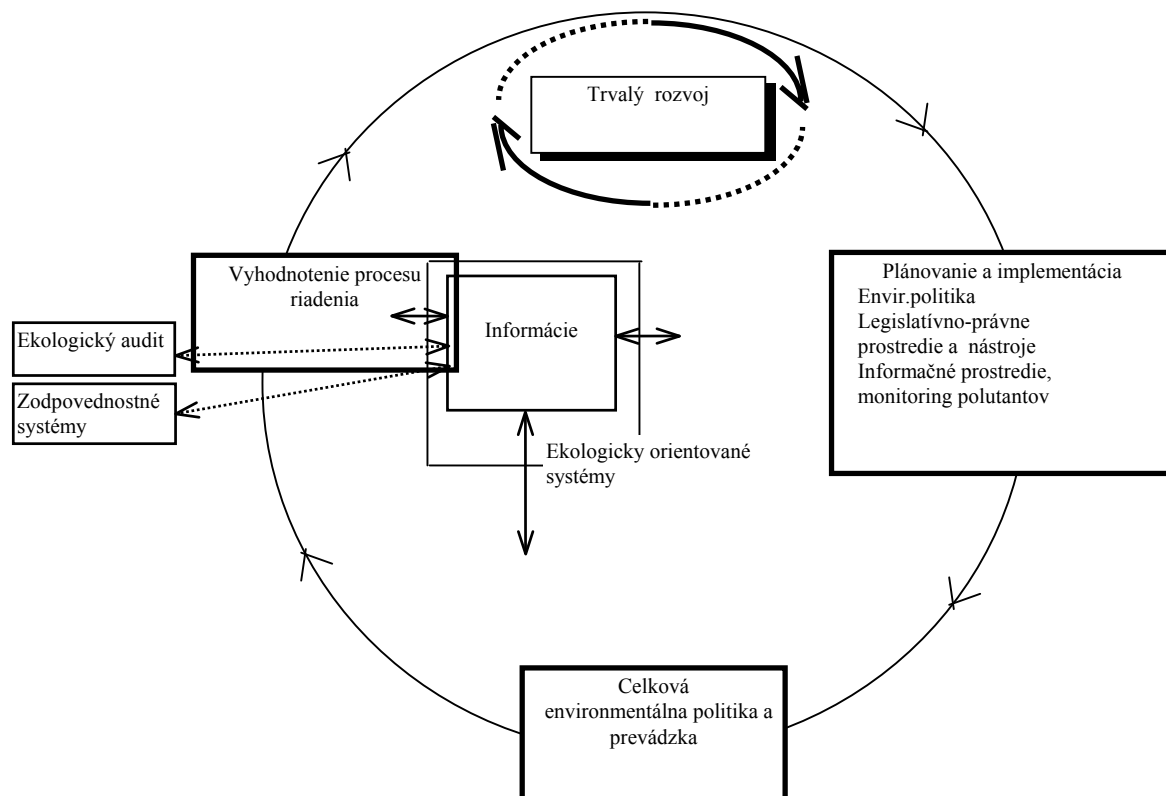 Trvalý rozvoj
Vyhodnotenie procesu
riadenia
Informácie
Ekologický audit
Zodpovednostné
systémy
Ekologicky orientované
systémy
Plánovanie a implementácia
Envir.politika
Legislatívno-právne
prostredie a nástroje
Informačné prostredie,
monitoring polutantov
Celková
environmentálna politika a
prevádzka